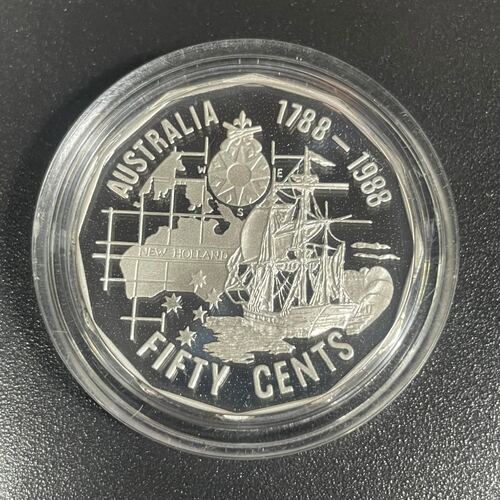 AUSTRALIA 1788-1988
W E
S
NEW HOLLAND
FIFTY CENTS